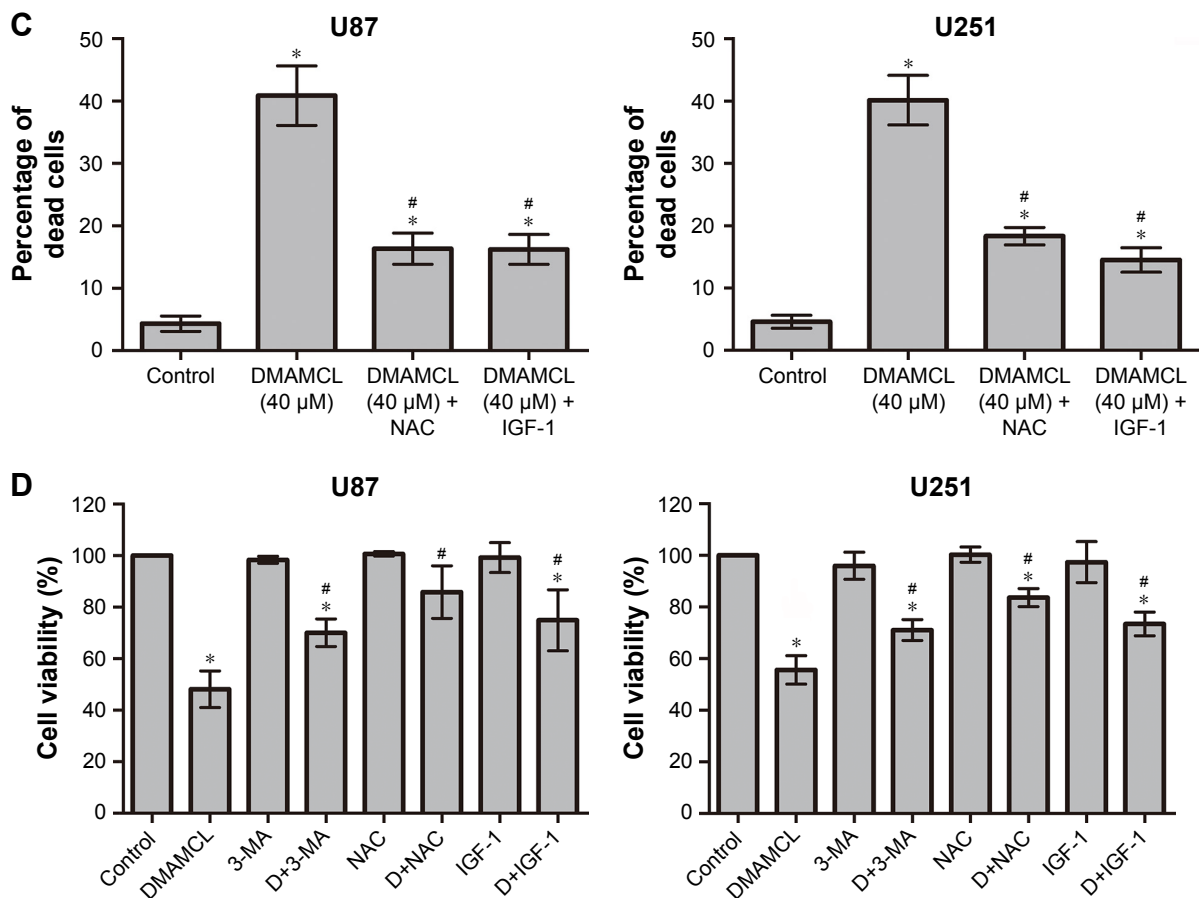 C
U87
Percentage of
dead cells
50
40
30
20
10
0
*
#
*
#
*
Control
DMAMCL
(40 µM)
DMAMCL
(40 µM) +
NAC
DMAMCL
(40 µM) +
IGF-1
U251
Percentage of
dead cells
50
40
30
20
10
0
*
#
*
#
*
Control
DMAMCL
(40 µM)
DMAMCL
(40 µM) +
NAC
DMAMCL
(40 µM) +
IGF-1
D
U87
Cell viability (%)
120
100
80
60
40
20
0
*
#
*
#
#
*
Control
DMAMCL
3-MA
D+3-MA
NAC
D+NAC
IGF-1
D+IGF-1
U251
Cell viability (%)
120
100
80
60
40
20
0
*
#
*
#
*
#
*
Control
DMAMCL
3-MA
D+3-MA
NAC
D+NAC
IGF-1
D+IGF-1